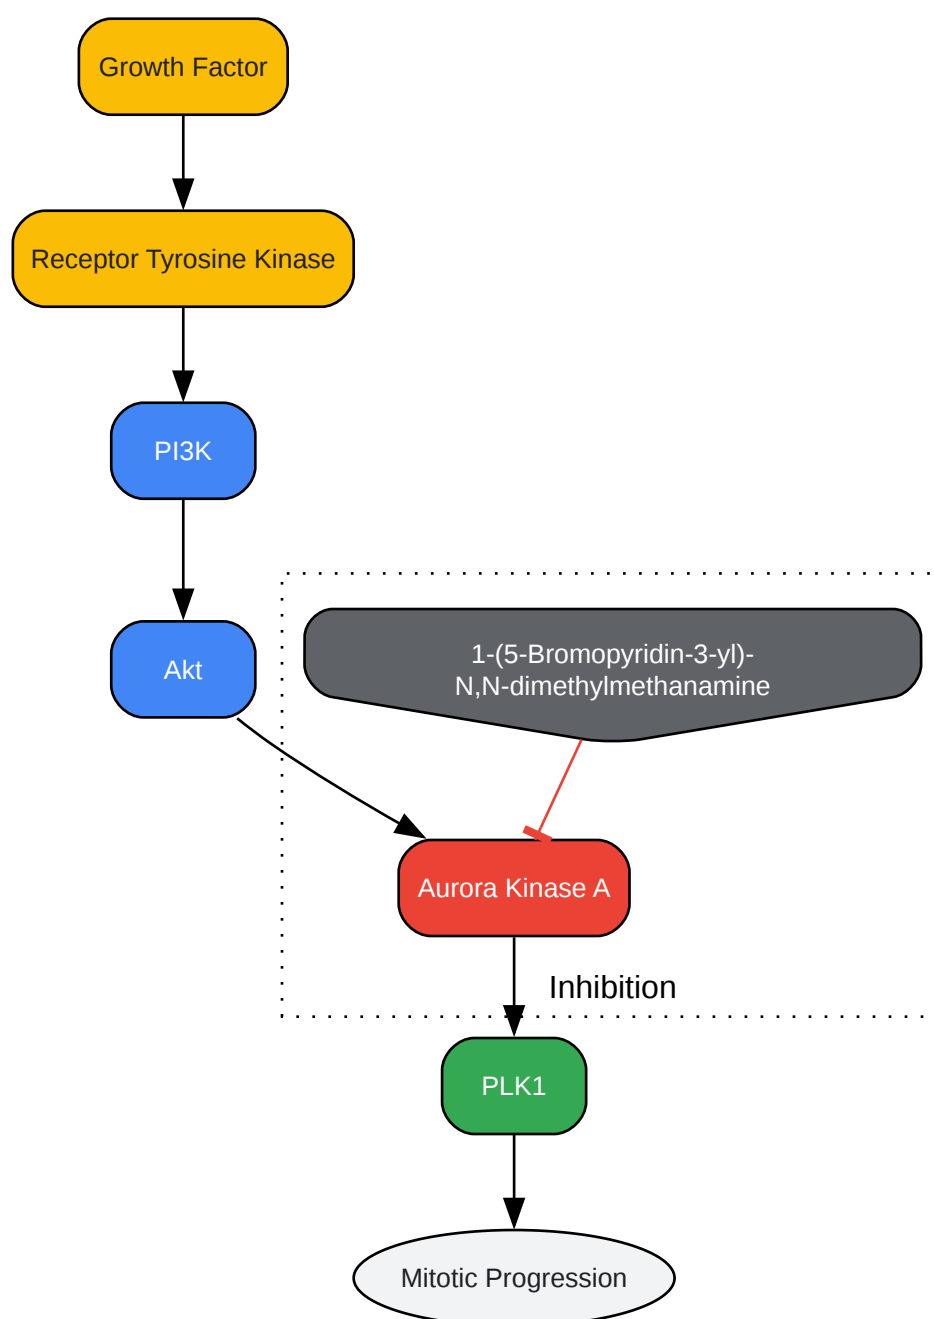 Growth Factor
Receptor Tyrosine Kinase
PI3K
Akt
1-(5-Bromopyridin-3-yl)-
N,N-dimethylmethanamine
Aurora Kinase A
Inhibition
PLK1
Mitotic Progression